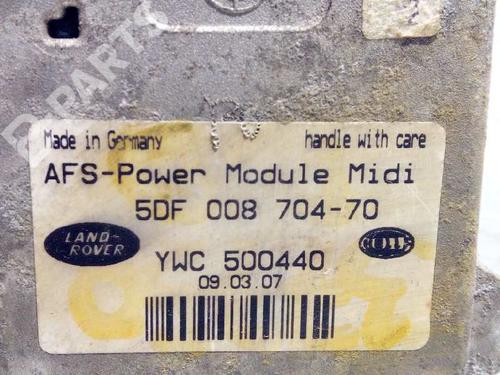 B-PARTS
Made in Germany handle with care
AFS-Power Module Midi
5DF 008 704-70
LAND-
ROVER
YWC 500440
09.03.07